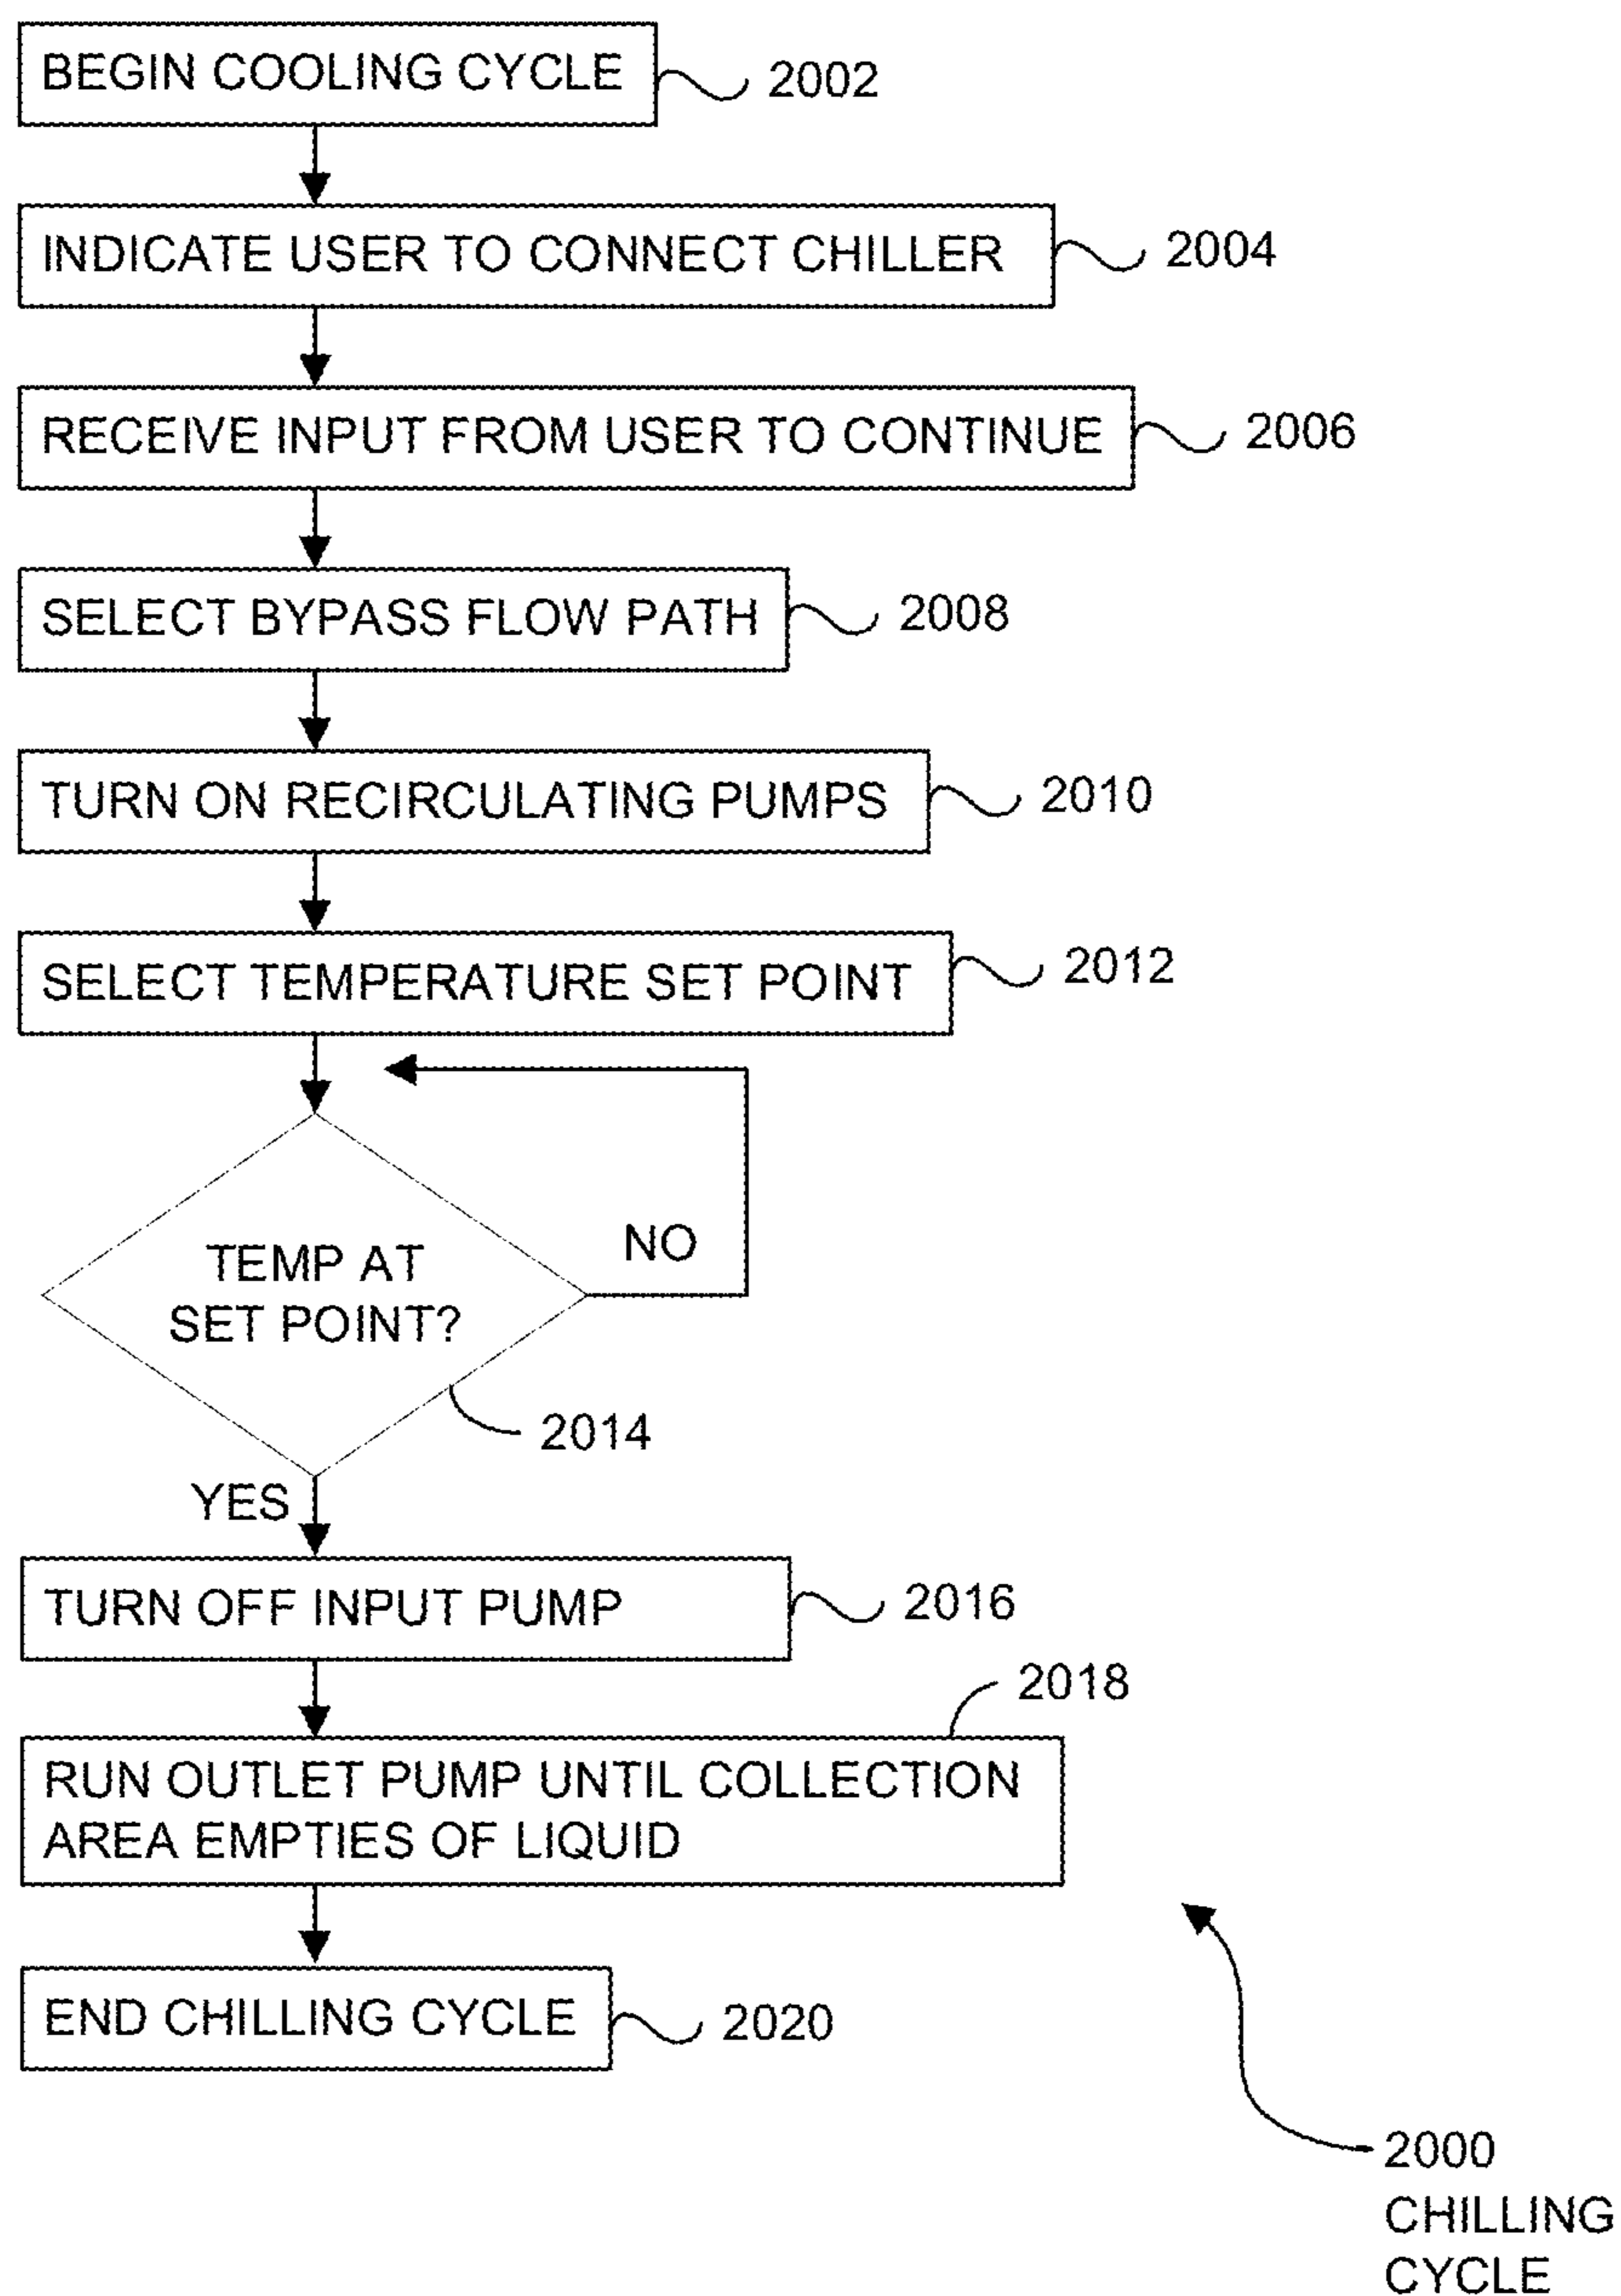 BEGIN COOLING CYCLE
2002
INDICATE USER TO CONNECT CHILLER
2004
RECEIVE INPUT FROM USER TO CONTINUE
2006
SELECT BYPASS FLOW PATH
2008
TURN ON RECIRCULATING PUMPS
2010
SELECT TEMPERATURE SET POINT
2012
TEMP AT
SET POINT?
NO
2014
YES
TURN OFF INPUT PUMP
2016
2018
RUN OUTLET PUMP UNTIL COLLECTION
AREA EMPTIES OF LIQUID
END CHILLING CYCLE
2020
2000
CHILLING
CYCLE